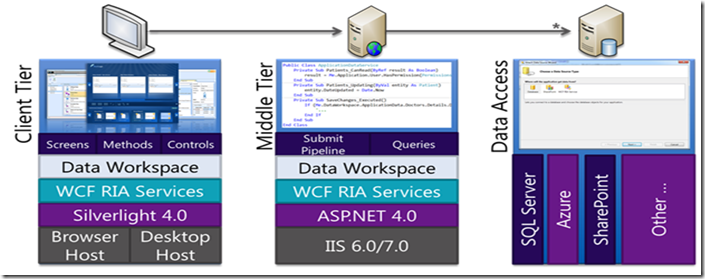 *
Client Tier
Screens Methods Controls
Data Workspace
WCF RIA Services
Silverlight 4.0
Browser Host Desktop Host
Middle Tier
Public Class ApplicationDataService
Private Sub Patients_CanRead(ByRef result As Boolean)
result = Me.Application.User.HasPermission(Permissions
End Sub
Private Sub Patients_Updating(ByVal entity As Patient)
entity.DateUpdated = Date.Now
End Sub
Private Sub SaveChanges_Executed()
If (Me.DataWorkspace.ApplicationData.Doctors.Details.
End If
End Sub
End Class
Submit Pipeline Queries
Data Workspace
WCF RIA Services
ASP.NET 4.0
IIS 6.0/7.0
Data Access
Choose a Data Source Type
SQL Server
Azure
SharePoint
Other ...